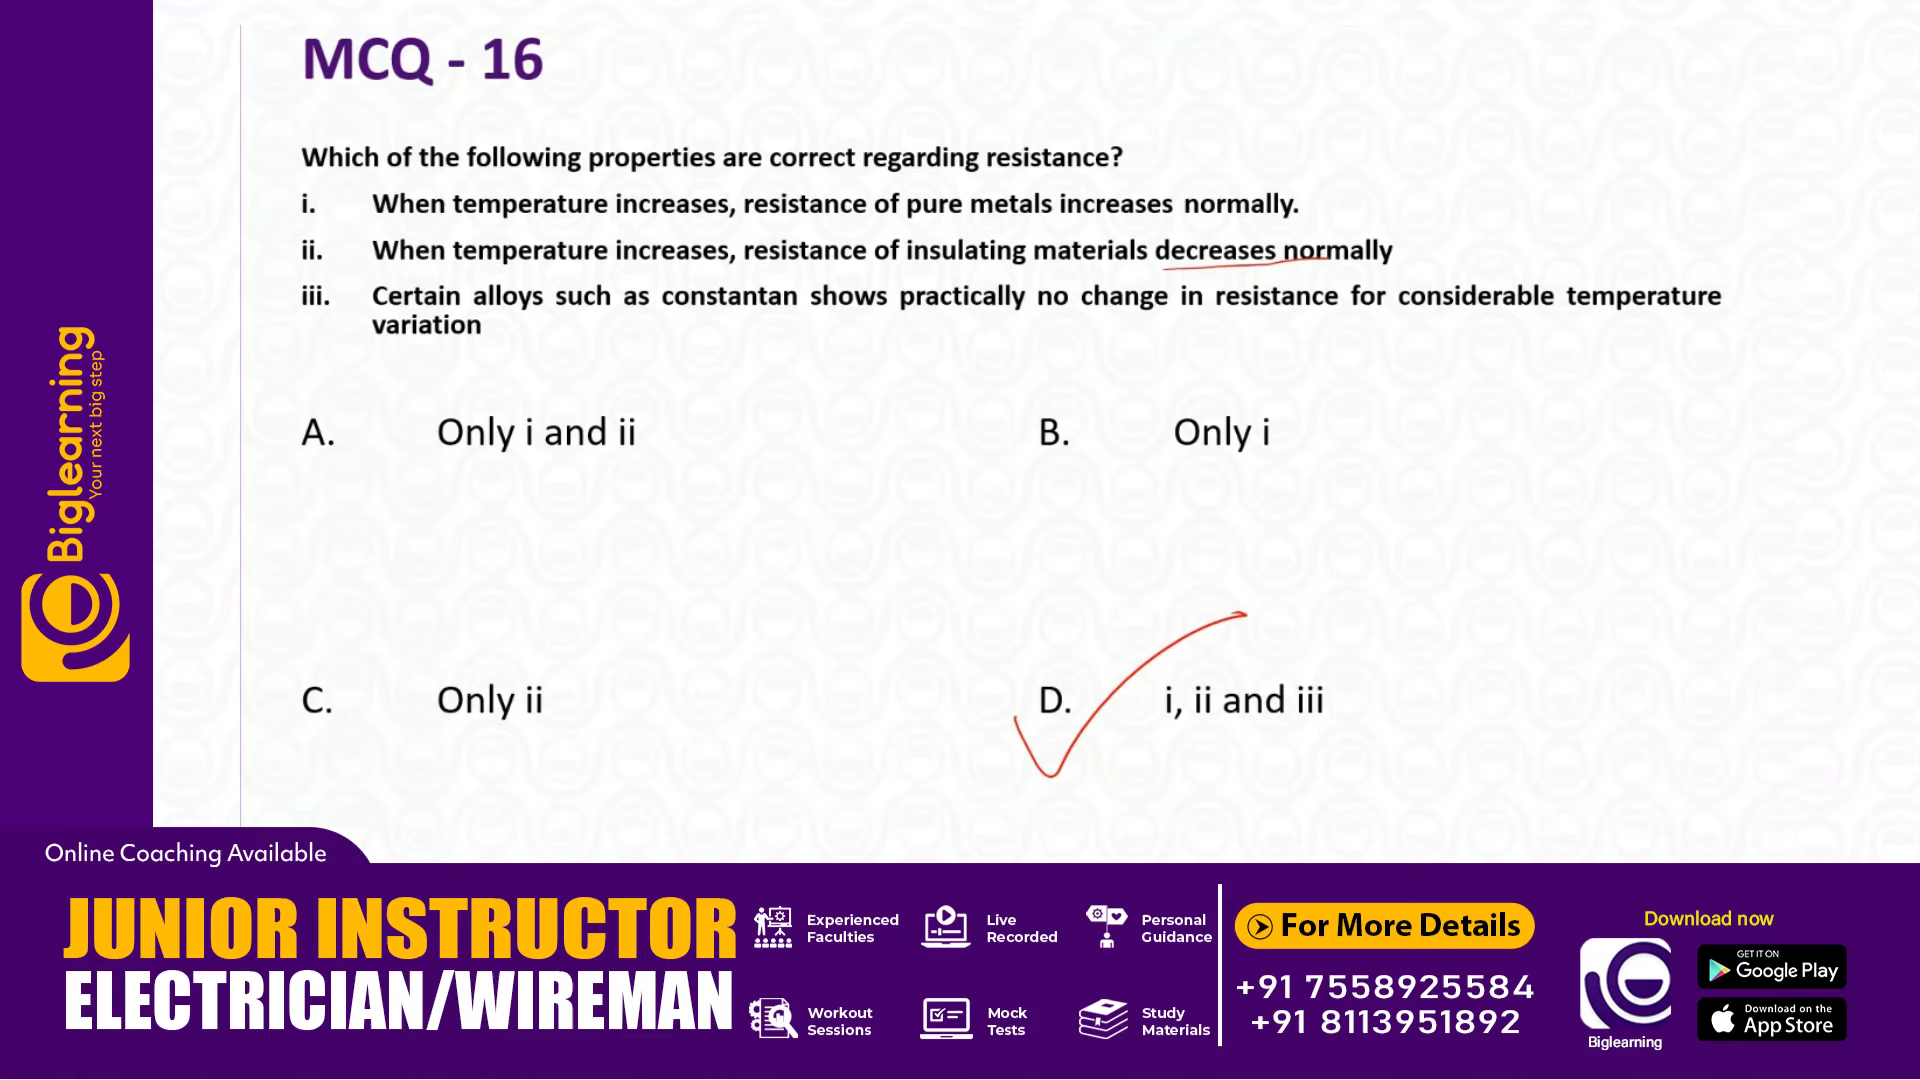 MCQ - 16
Which of the following properties are correct regarding resistance?
i. When temperature increases, resistance of pure metals increases normally.
ii. When temperature increases, resistance of insulating materials decreases normally
iii. Certain alloys such as constantan shows practically no change in resistance for considerable temperature
variation
A. Only i and ii
B. Only i
C. Only ii
D. i, ii and iii
Biglearning
Your next big step
Online Coaching Available
JUNIOR INSTRUCTOR
ELECTRICIAN/WIREMAN
Experienced
Faculties
Live
Recorded
Personal
Guidance
Workout
Sessions
Mock
Tests
Study
Materials
For More Details
+91 7558925584
+91 8113951892
Download now
Biglearning
GET IT ON
Google Play
Download on the
App Store